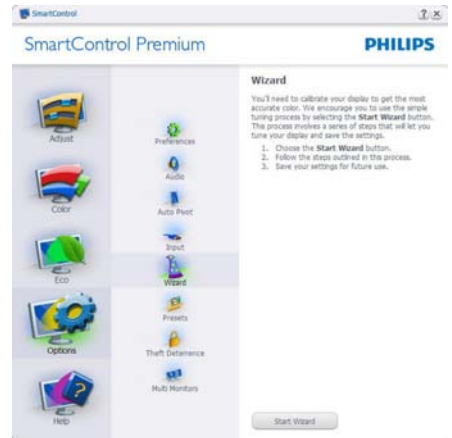 SmartControl
SmartControl Premium
PHILIPS
Adjust
Color
Eco
Options
Help
Preferences
Audio
Auto Pivot
Input
Wizard
Presets
Theft Deterrence
Multi Monitors
Wizard
You'll need to calibrate your display to get the most
accurate color. We encourage you to use the simple
tuning process by selecting the Start Wizard button.
This process involves a series of steps that will let you
tune your display and save the settings.
1. Choose the Start Wizard button.
2. Follow the steps outlined in this process.
3. Save your settings for future use.
Start Wizard